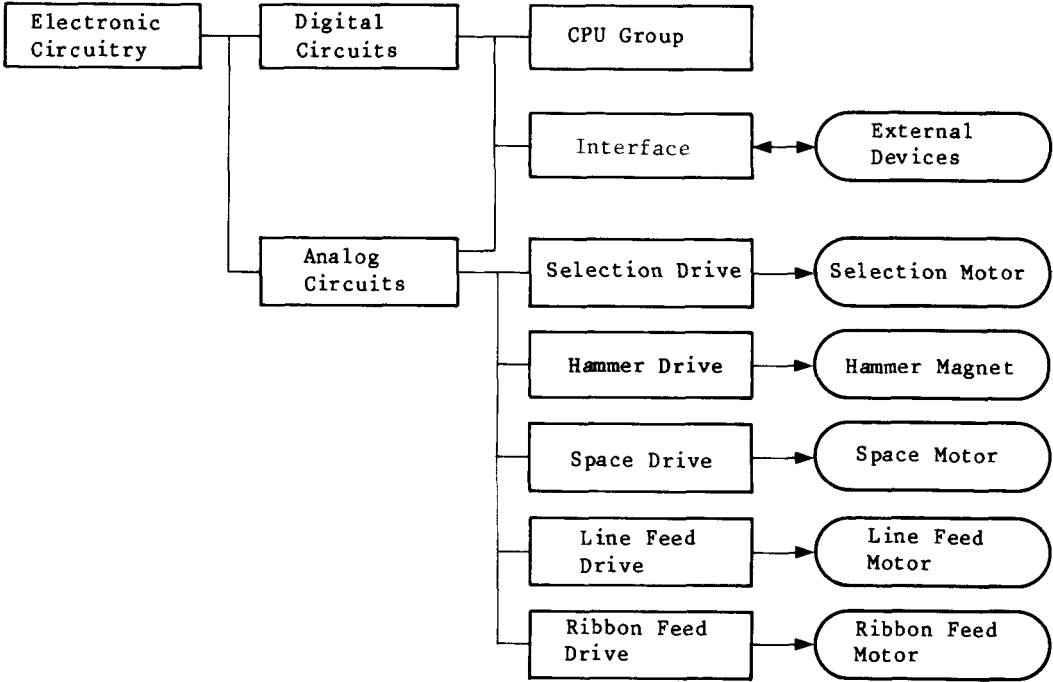 Electronic
Circuitry
Digital
Circuits
CPU Group
Interface
External
Devices
Analog
Circuits
Selection Drive
Selection Motor
Hammer Drive
Hammer Magnet
Space Drive
Space Motor
Line Feed
Drive
Line Feed
Motor
Ribbon Feed
Drive
Ribbon Feed
Motor